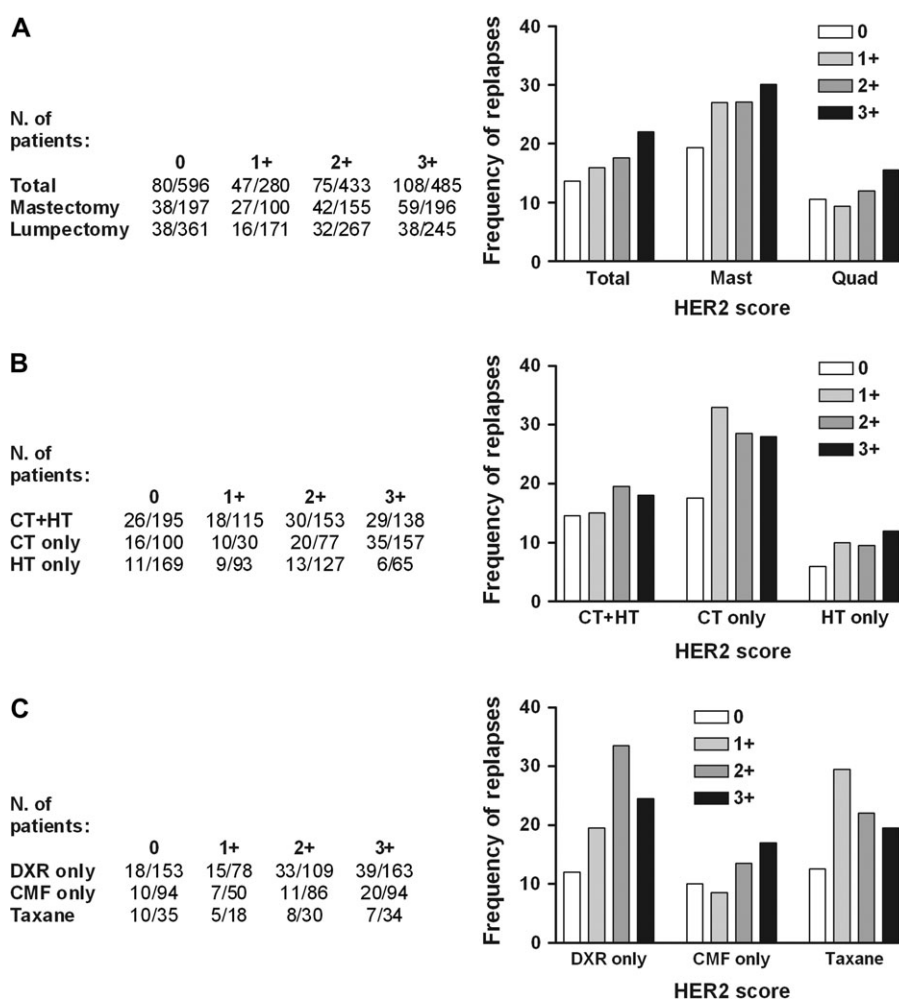 A
N. of
patients:
0 1+ 2+ 3+
Total 80/596 47/280 75/433 108/485
Mastectomy 38/197 27/100 42/155 59/196
Lumpectomy 38/361 16/171 32/267 38/245
Frequency of replapses
40
30
20
10
0
0
1+
2+
3+
Total Mast Quad
HER2 score
B
N. of
patients:
0 1+ 2+ 3+
CT+HT 26/195 18/115 30/153 29/138
CT only 16/100 10/30 20/77 35/157
HT only 11/169 9/93 13/127 6/65
Frequency of replapses
40
30
20
10
0
0
1+
2+
3+
CT+HT CT only HT only
HER2 score
C
N. of
patients:
0 1+ 2+ 3+
DXR only 18/153 15/78 33/109 39/163
CMF only 10/94 7/50 11/86 20/94
Taxane 10/35 5/18 8/30 7/34
Frequency of replapses
40
30
20
10
0
0
1+
2+
3+
DXR only CMF only Taxane
HER2 score